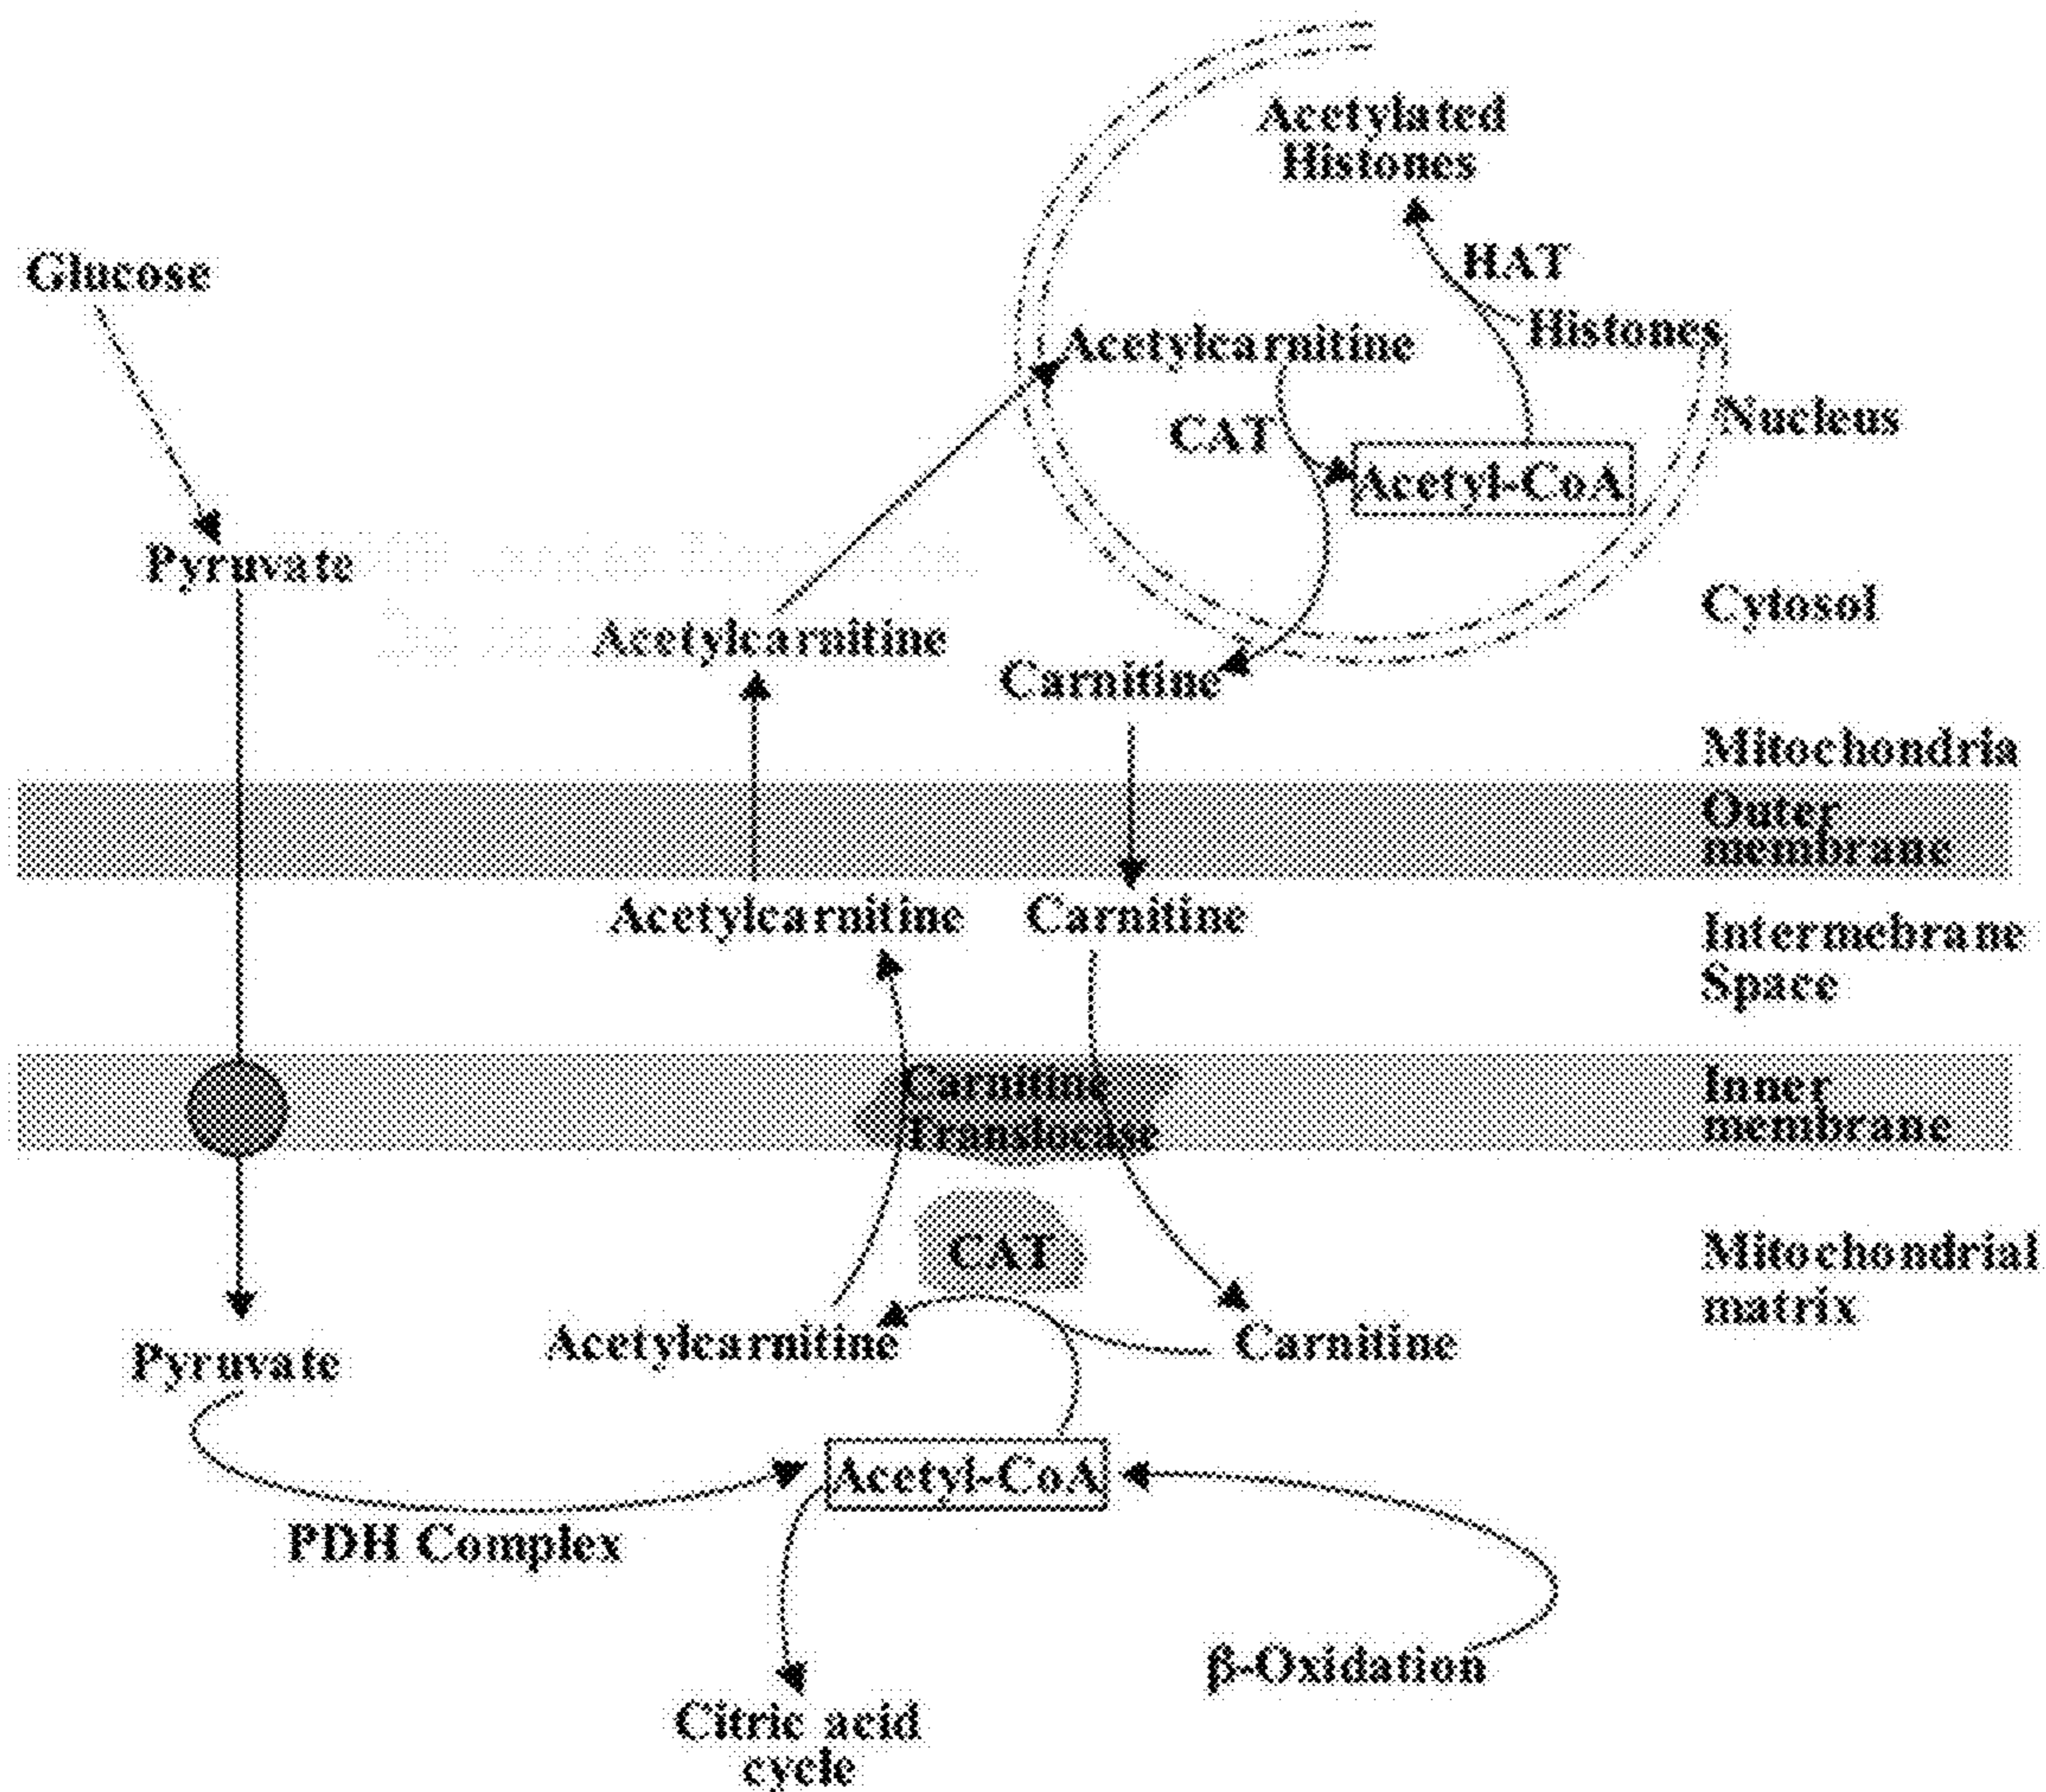 Acetylated
Histones
Glucose
HAT
Histones
Acetylcarnitine
Nucleus
CAT
Acetyl-CoA
Pyruvate
Cytosol
Acetylcarnitine
Carnitine
Mitochondria
Outer
membrane
Acetylcarnitine
Carnitine
Intermebrane
Space
Carnitine
Translocase
Inner
membrane
CAT
Mitochondrial
matrix
Acetylcarnitine
Carnitine
Pyruvate
Acetyl-CoA
PDH Complex
β-Oxidation
Citric acid
cycle